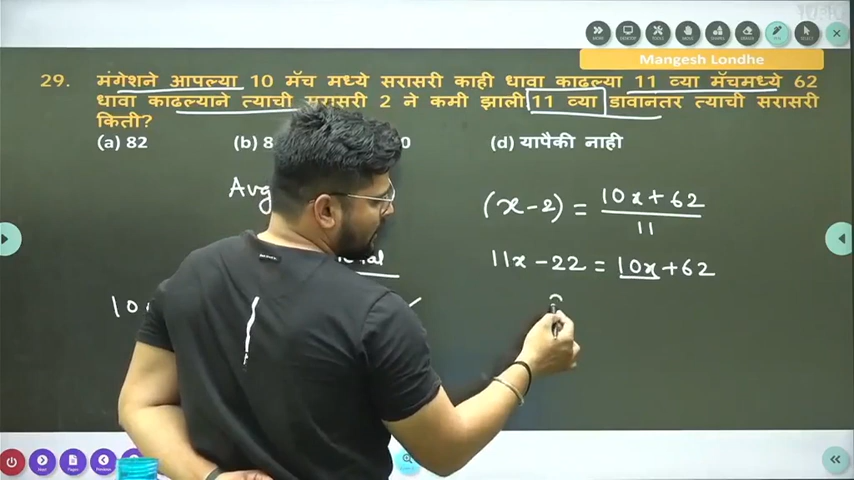 Mangesh Londhe
29. मंगेशने आपल्या 10 मॅच मध्ये सरासरी काही धावा काढल्या 11 व्या मॅचमध्ये 62
धावा काढल्याने त्याची सरासरी 2 ने कमी झाली 11 व्या डावानंतर त्याची सरासरी
किती?
(a) 82 (b) 8 0 (d) यापैकी नाही
Avg
(x-2) = 10x+62
11
11x - 22 = 10x+62
10